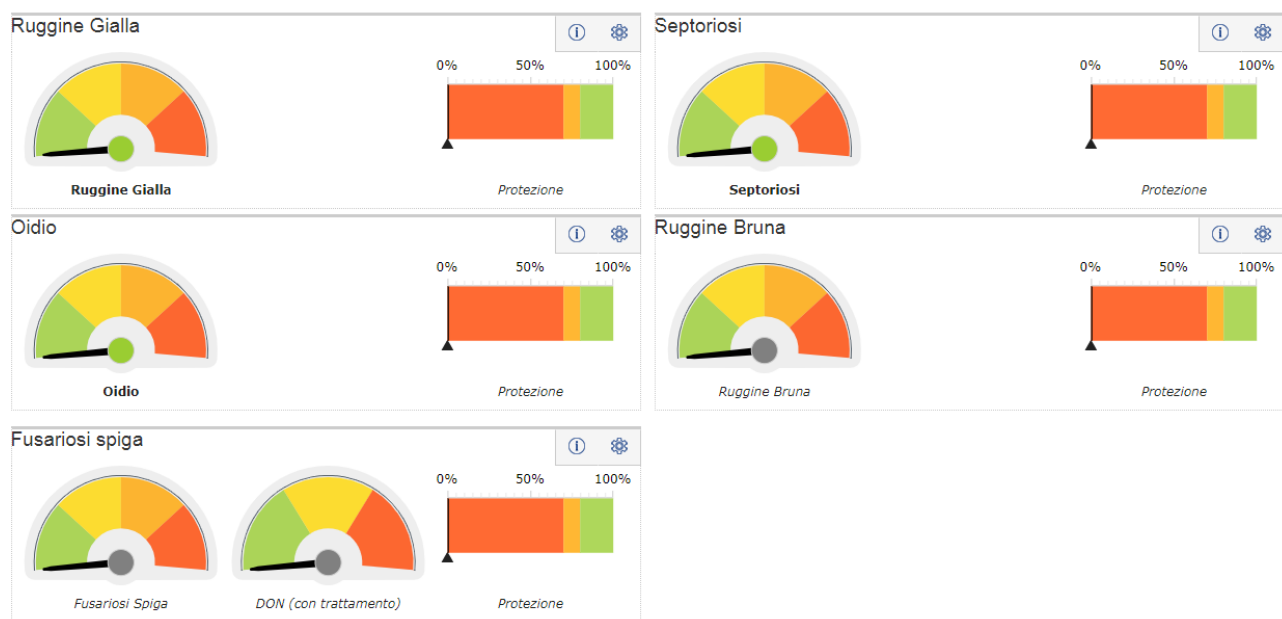 Ruggine Gialla
0% 50% 100%
Ruggine Gialla
Protezione
Septoriosi
0% 50% 100%
Septoriosi
Protezione
Oidio
0% 50% 100%
Oidio
Protezione
Ruggine Bruna
0% 50% 100%
Ruggine Bruna
Protezione
Fusariosi spiga
0% 50% 100%
Fusariosi Spiga
DON (con trattamento)
Protezione